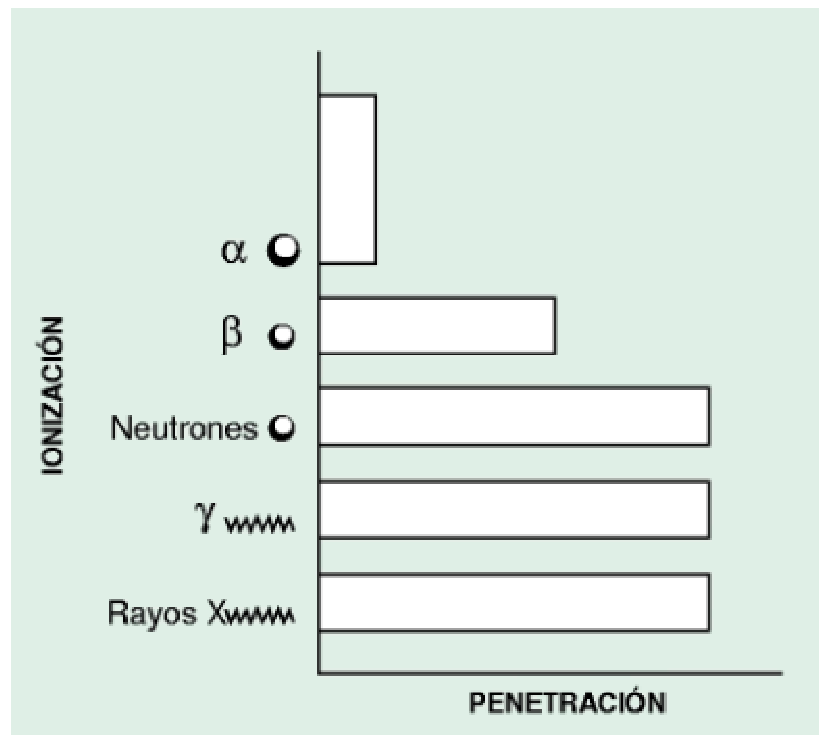 α
β
Neutrones
γ
Rayos X
IONIZACIÓN
PENETRACIÓN